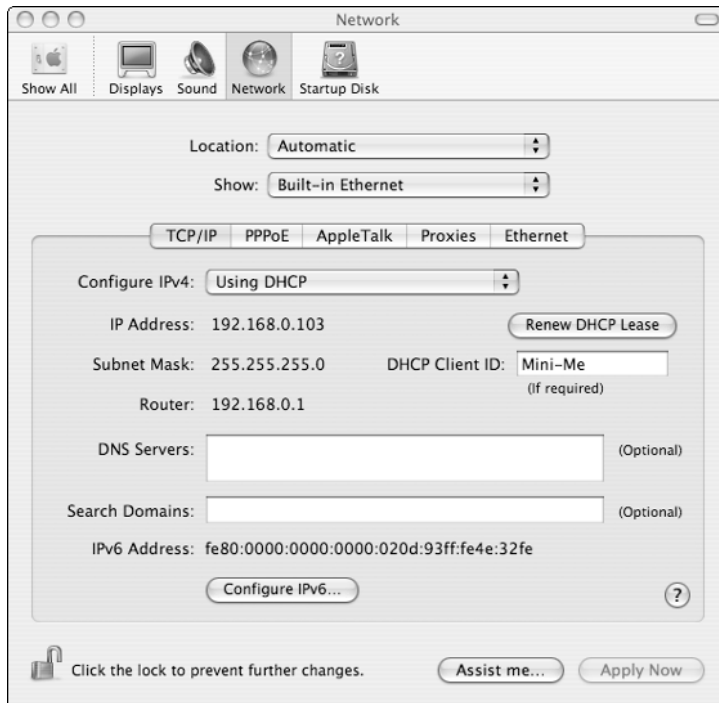 Network
Show All Displays Sound Network Startup Disk
Location: Automatic
Show: Built-in Ethernet
TCP/IP PPPoE AppleTalk Proxies Ethernet
Configure IPv4: Using DHCP
IP Address: 192.168.0.103 Renew DHCP Lease
Subnet Mask: 255.255.255.0 DHCP Client ID: Mini-Me
(If required)
Router: 192.168.0.1
DNS Servers: (Optional)
Search Domains: (Optional)
IPv6 Address: fe80:0000:0000:0000:020d:93ff:fe4e:32fe
Configure IPv6...
?
Click the lock to prevent further changes. Assist me... Apply Now